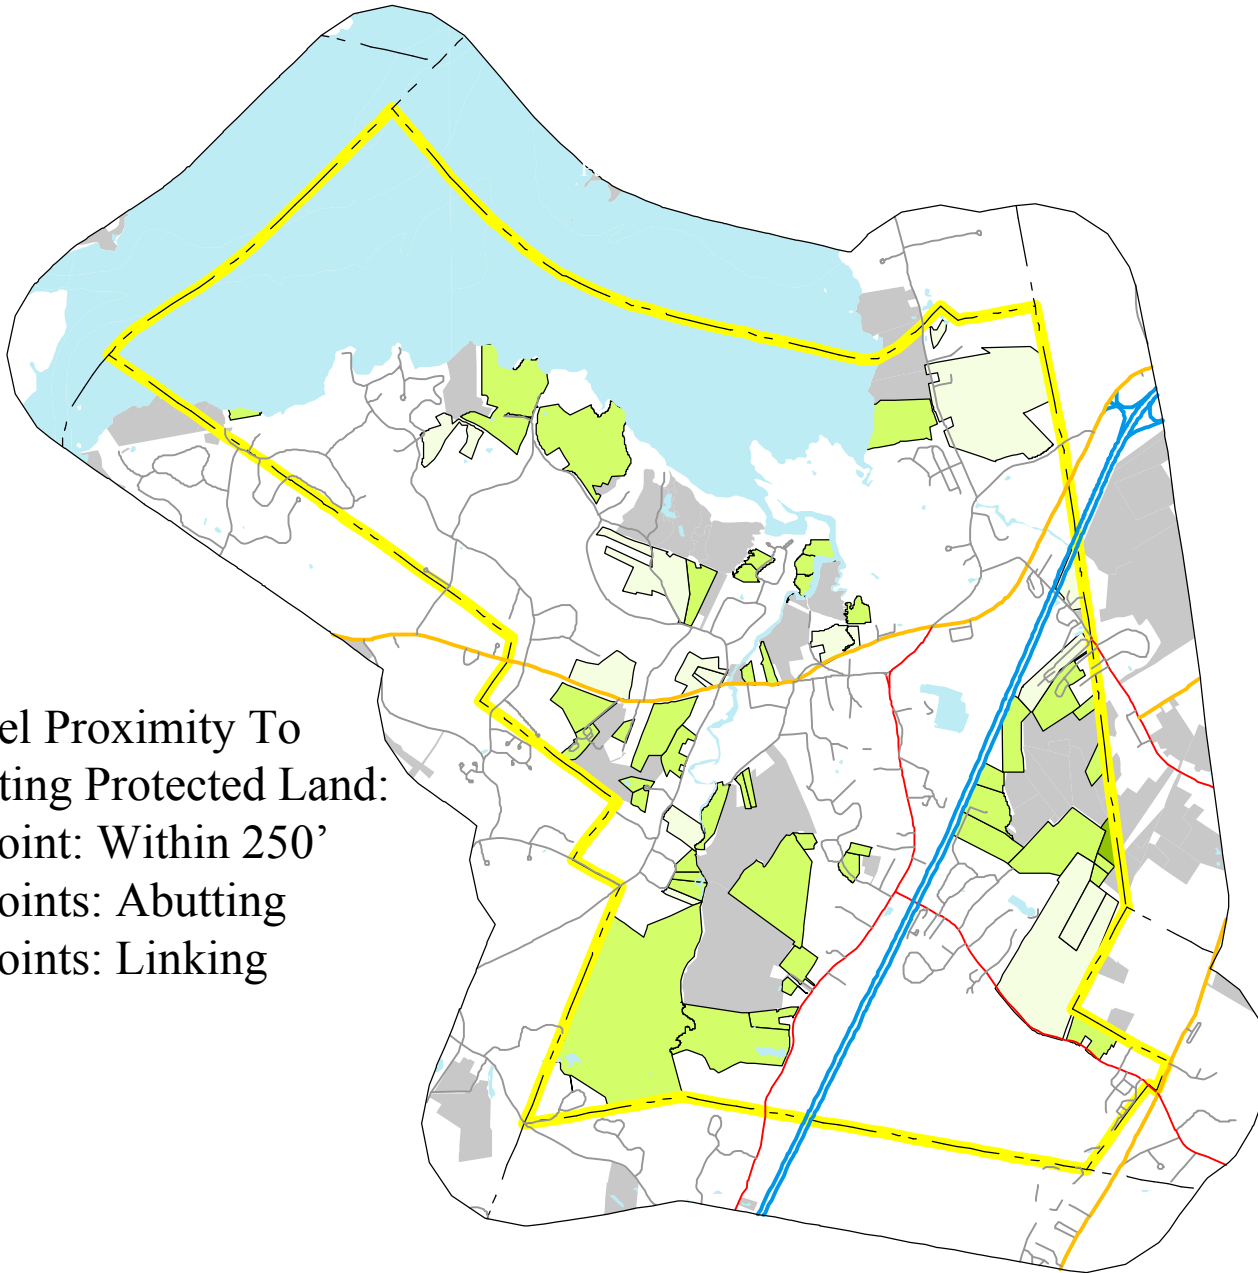 el Proximity To
ting Protected Land:
oint: Within 250’
oints: Abutting
oints: Linking